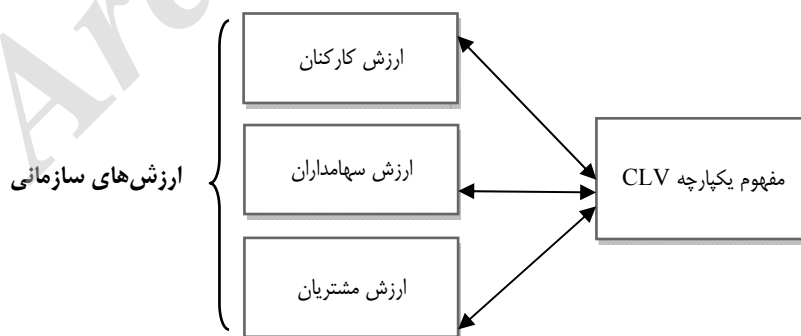 ارزش کارکنان
ارزش سهامداران
ارزش مشتریان
ارزش‌های سازمانی
مفهوم یکپارچه CLV